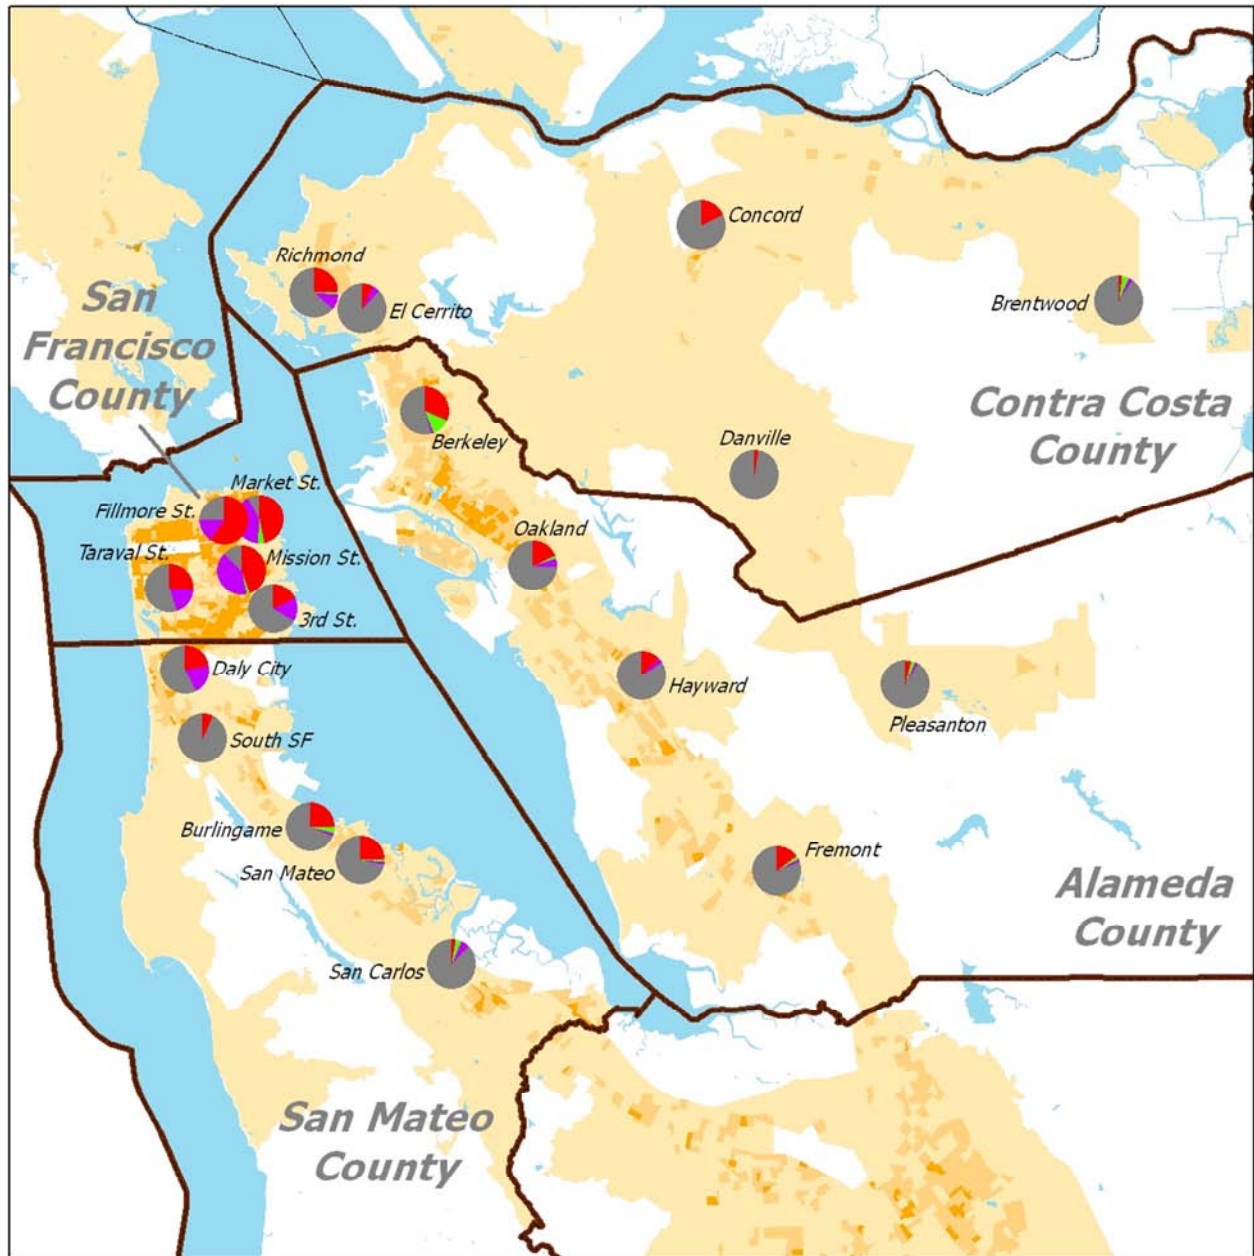 Concord
Richmond
San
Francisco
County
El Cerrito
Brentwood
Contra Costa
County
Berkeley
Danville
Market St.
Fillmore St.
Oakland
Taraval St.
Mission St.
3rd St.
Daly City
Hayward
Pleasanton
South SF
Burlingame
San Mateo
Fremont
Alameda
County
San Carlos
San Mateo
County